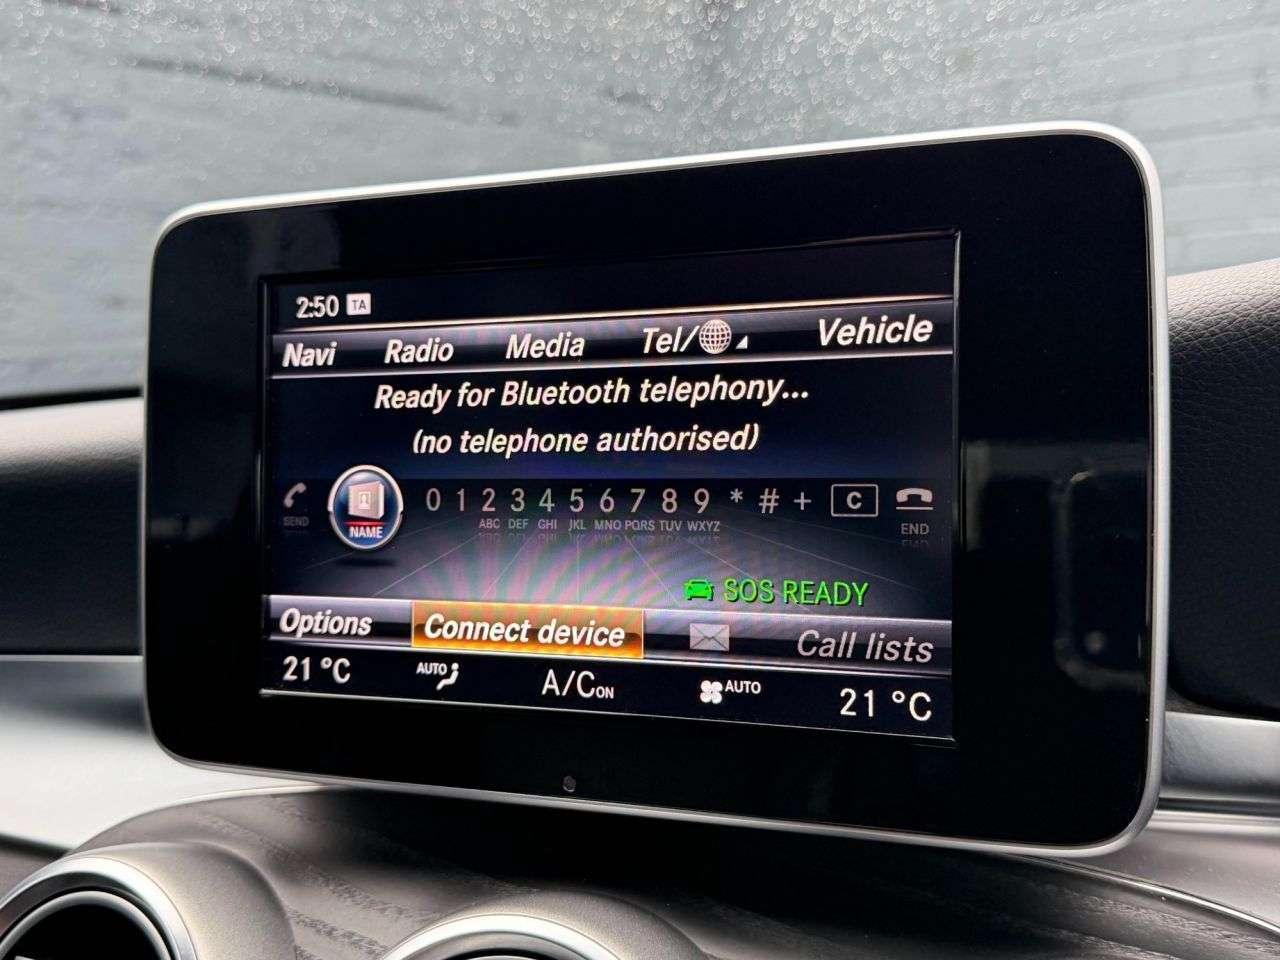 2:50 TA
Navi Radio Media Tel/ Vehicle
Ready for Bluetooth telephony...
(no telephone authorised)
SEND NAME 0 1 2 3 4 5 6 7 8 9 * # + C END
ABC DEF GHI JKL MNO PQRS TUV WXYZ
SOS READY
Options Connect device Call lists
21 °C AUTO A/C ON AUTO 21 °C